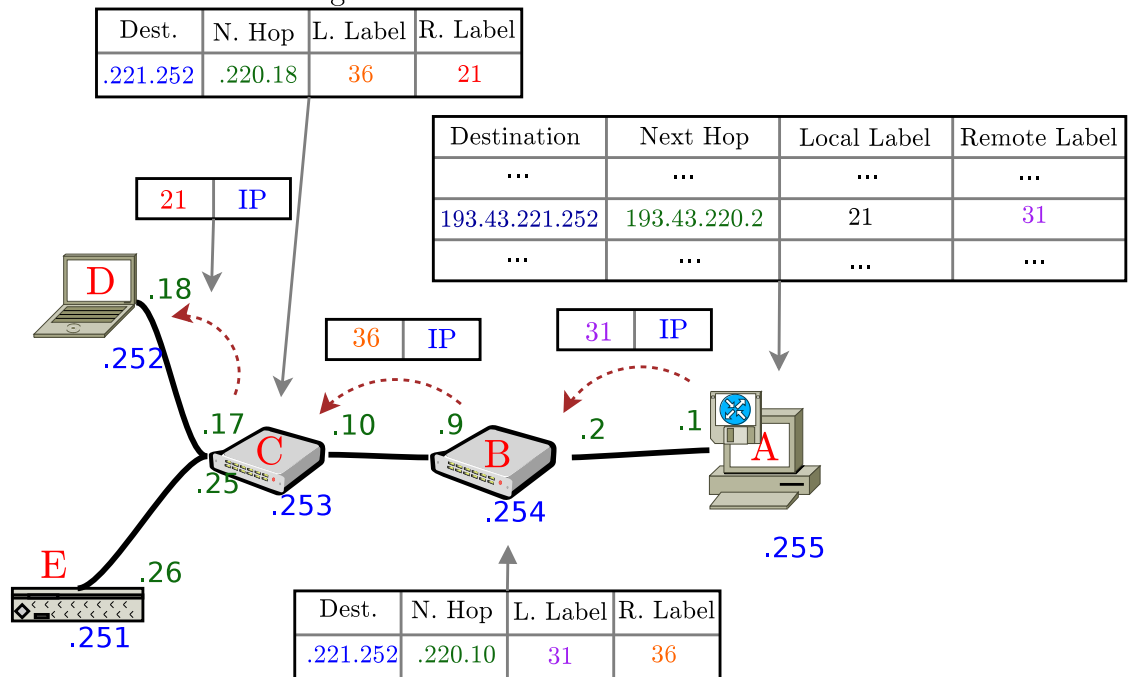 Dest. N. Hop L. Label R. Label
.221.252 .220.18 36 21
Destination Next Hop Local Label Remote Label
... ... ... ...
193.43.221.252 193.43.220.2 21 31
... ... ... ...
21 IP
D
.18
.252
36 IP
31 IP
.17
C
.10
.9
B
.2
.1
A
.25
.253
.254
.255
E
.26
.251
Dest. N. Hop L. Label R. Label
.221.252 .220.10 31 36